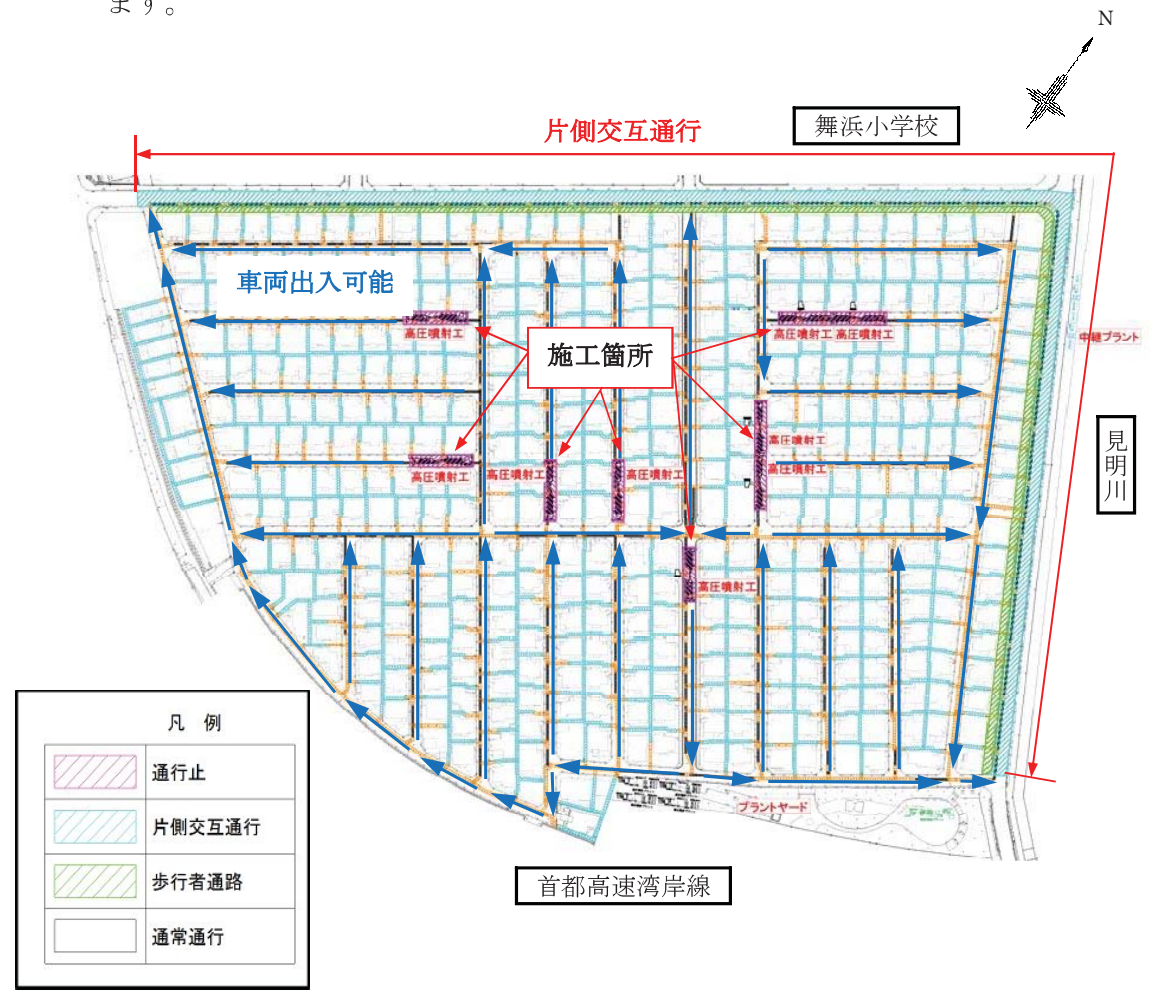 ます。
N
片側交互通行
舞浜小学校
車両出入可能
高圧噴射工
施工箇所
高圧噴射工 高圧噴射工
中継プラント
見明川
高圧噴射工
高圧噴射工
高圧噴射工
高圧噴射工
高圧噴射工
高圧噴射工
プラントヤード
首都高速湾岸線
凡 例
通行止
片側交互通行
歩行者通路
通常通行